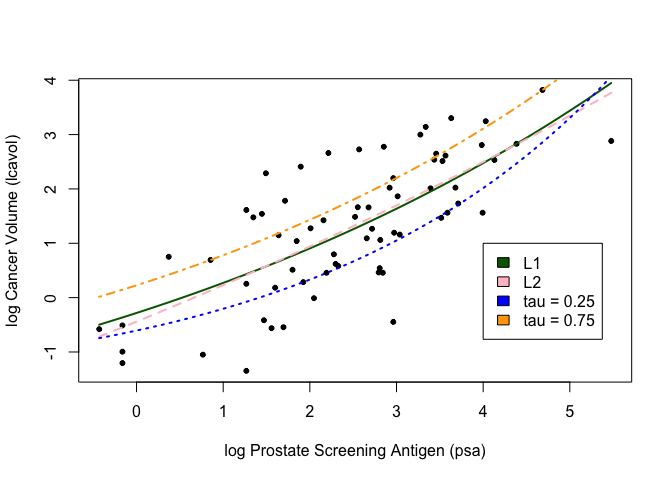 4
3
2
1
0
-1
log Cancer Volume (lcavol)
L1
L2
tau = 0.25
tau = 0.75
0 1 2 3 4 5
log Prostate Screening Antigen (psa)